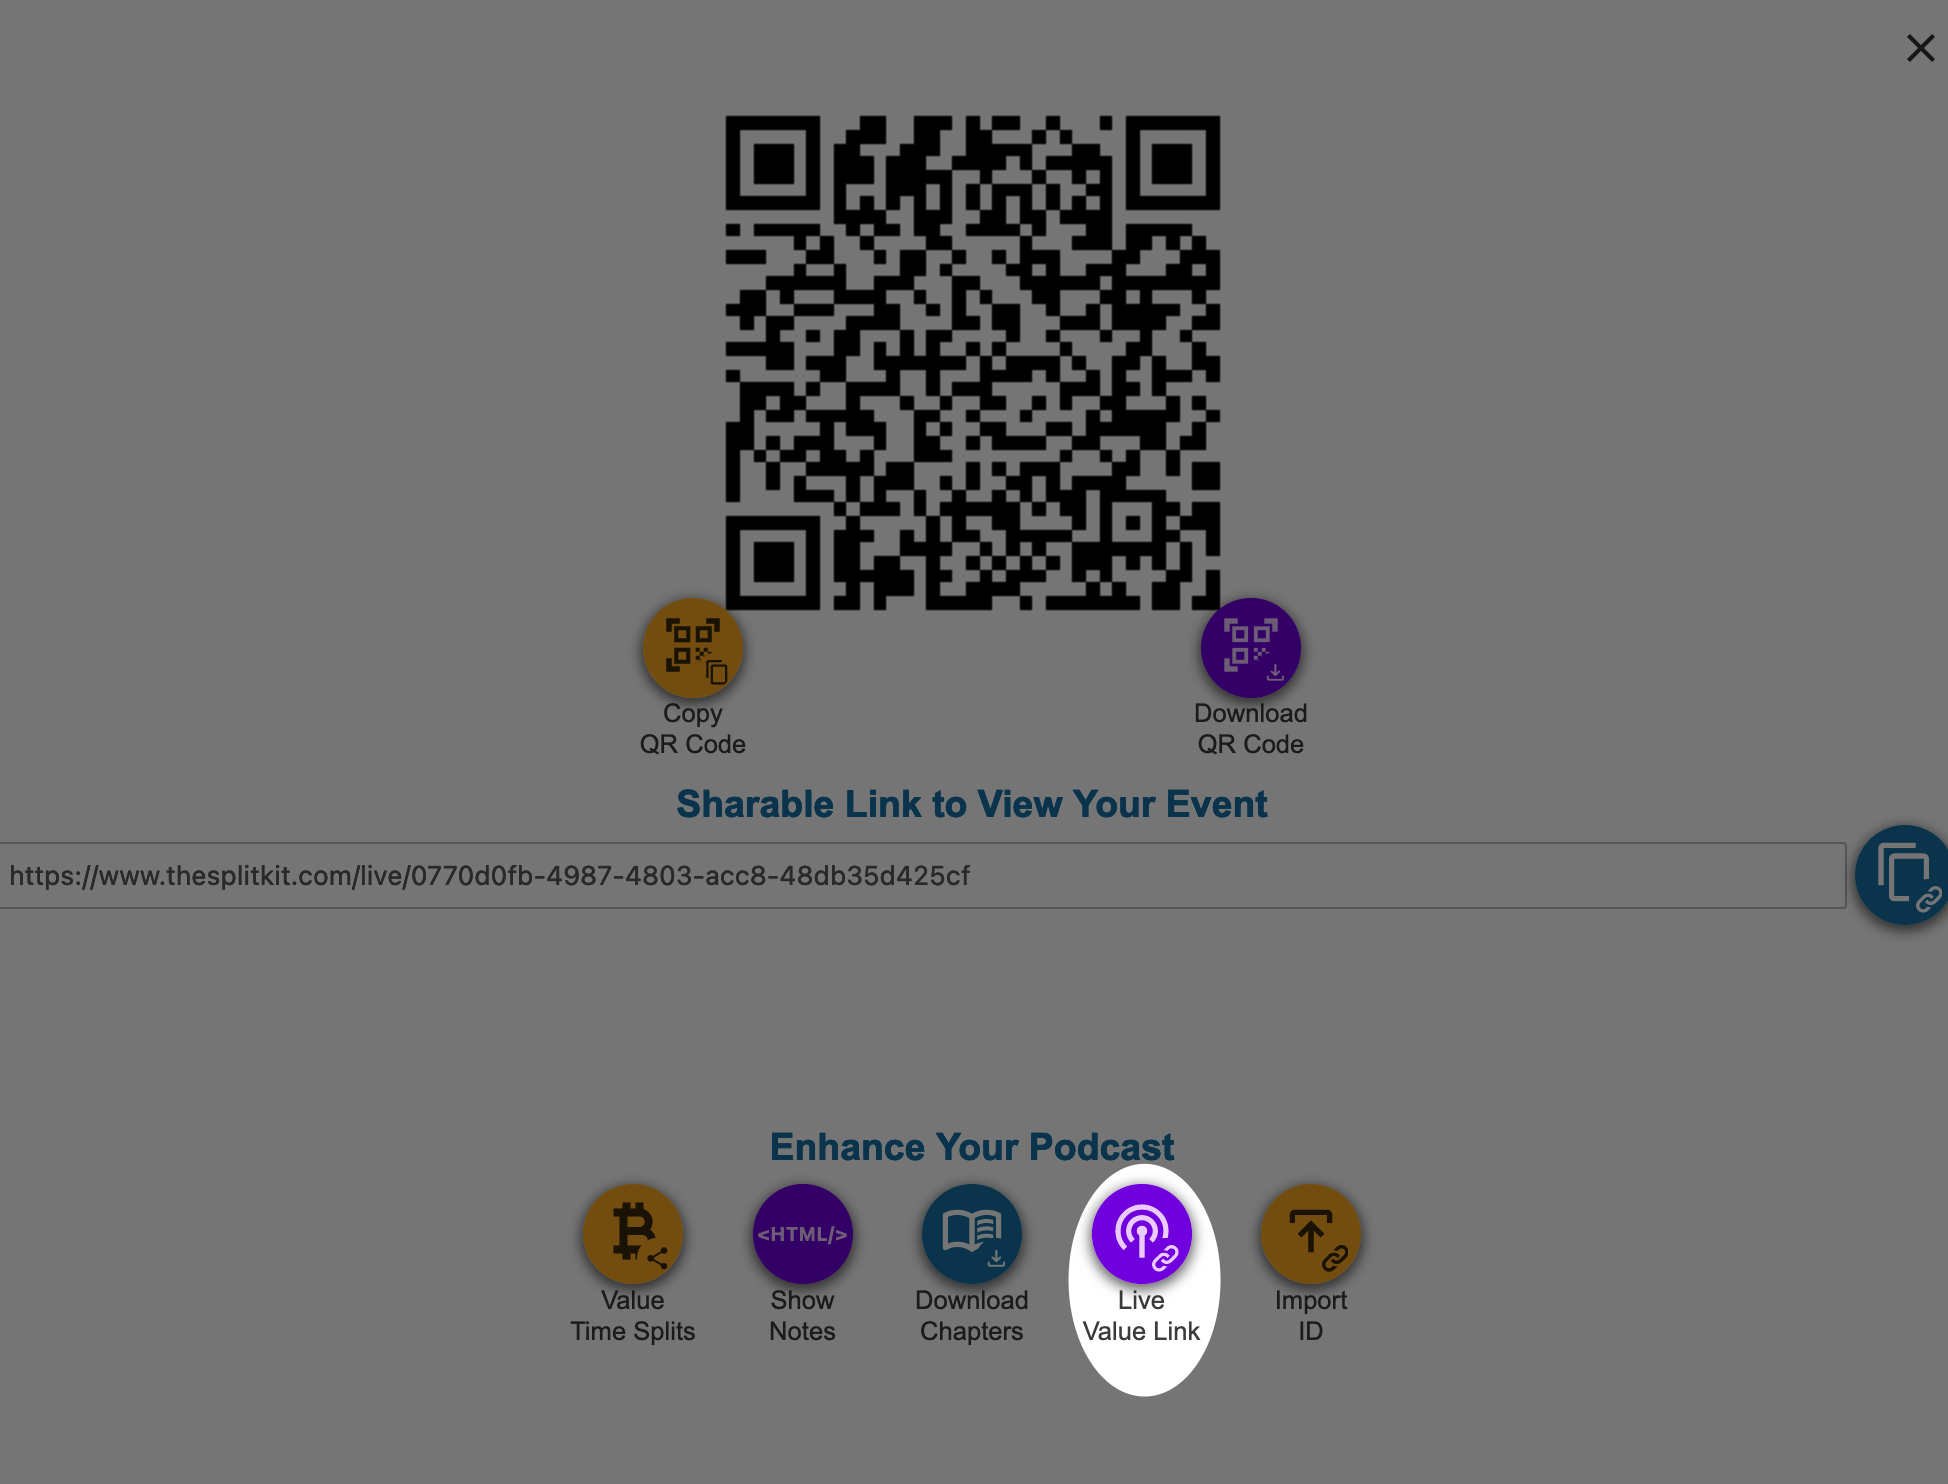 Copy
QR Code
Download
QR Code
Sharable Link to View Your Event
https://www.thesplitkit.com/live/0770d0fb-4987-4803-acc8-48db35d425cf
Enhance Your Podcast
<HTML/>
Value
Time Splits
Show
Notes
Download
Chapters
Live
Value Link
Import
ID